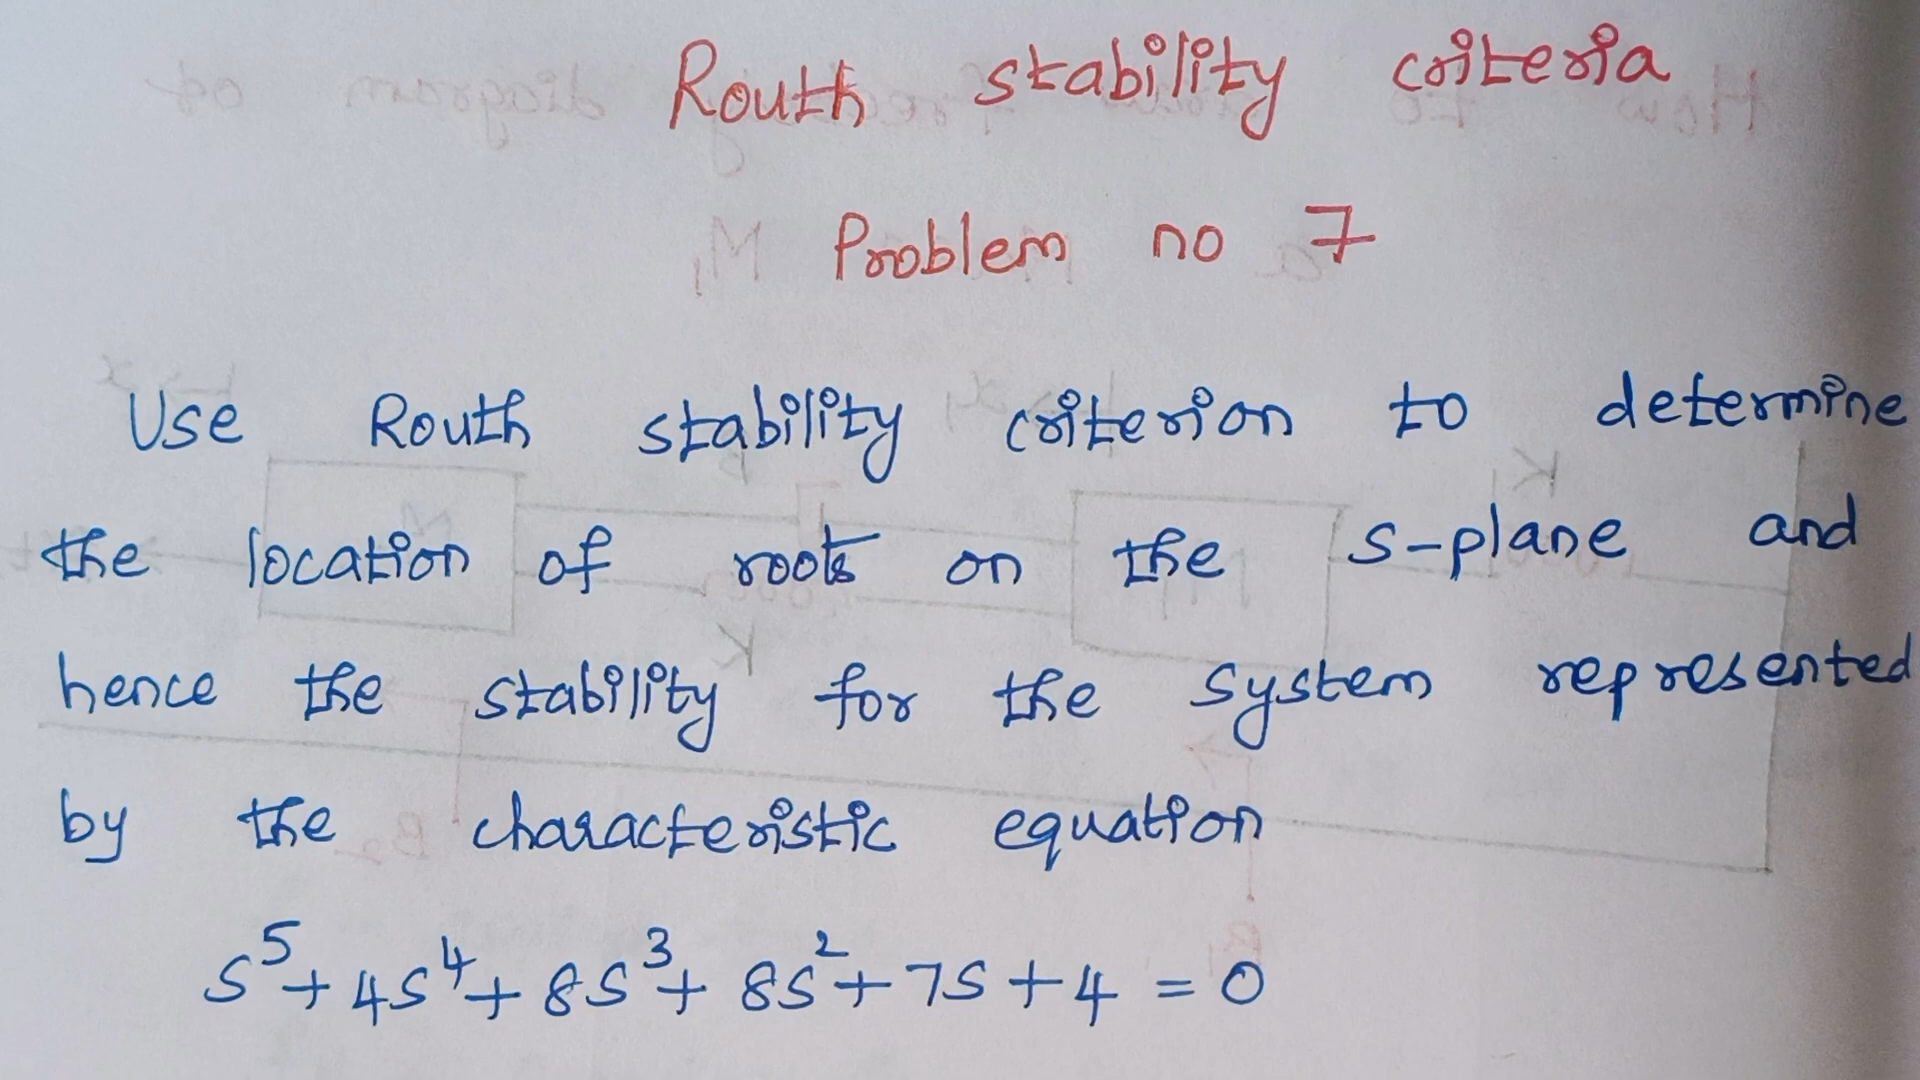 Routh stability criteria
Problem no 7
Use Routh stability criterion to determine
the location of roots on the s-plane and
hence the stability for the system represented
by the characteristic equation
s⁵ + 4s⁴ + 8s³ + 8s² + 7s + 4 = 0